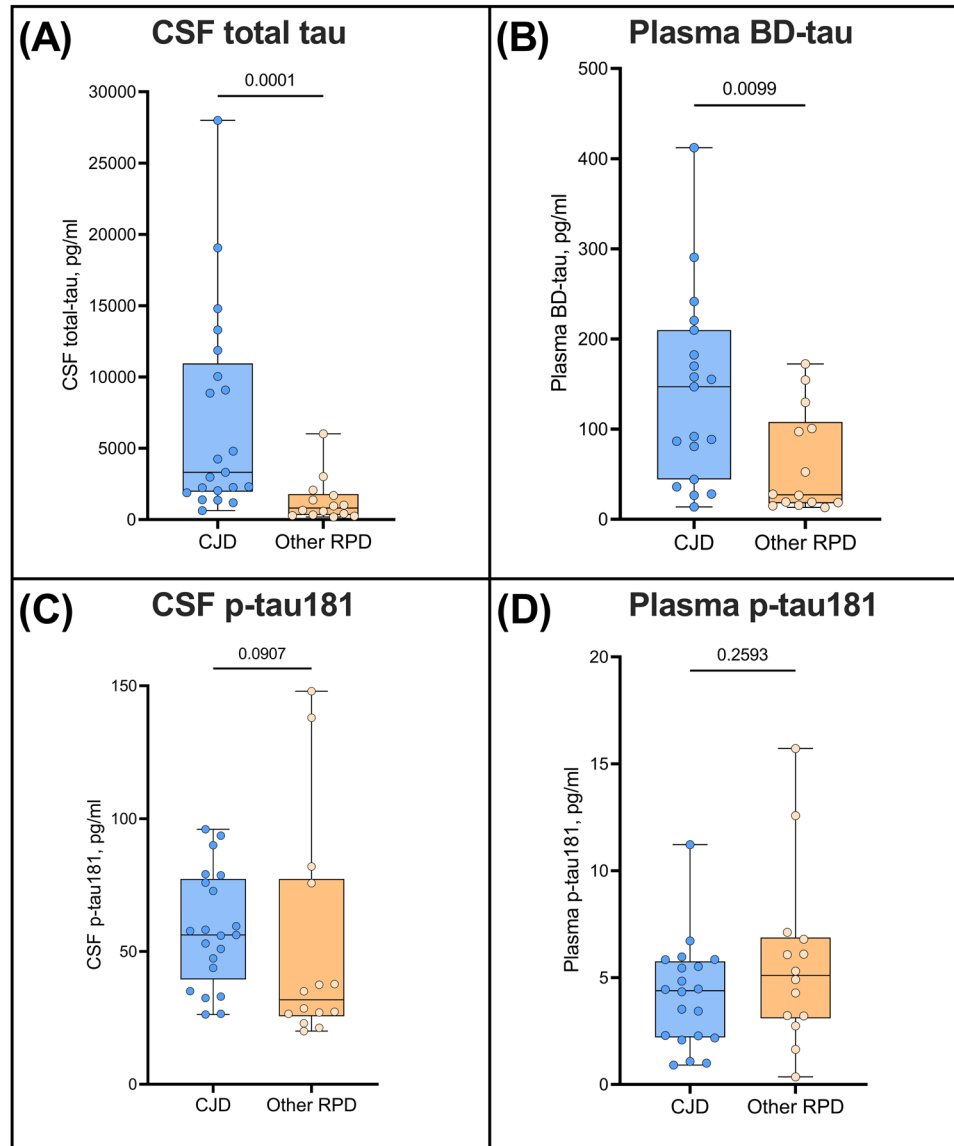 (A) CSF total tau
0.0001
30000
25000
20000
15000
10000
5000
0
CSF total-tau, pg/ml
CJD Other RPD
(B) Plasma BD-tau
0.0099
500
400
300
200
100
0
Plasma BD-tau, pg/ml
CJD Other RPD
(C) CSF p-tau181
0.0907
150
100
50
0
CSF p-tau181, pg/ml
CJD Other RPD
(D) Plasma p-tau181
0.2593
20
15
10
5
0
Plasma p-tau181, pg/ml
CJD Other RPD